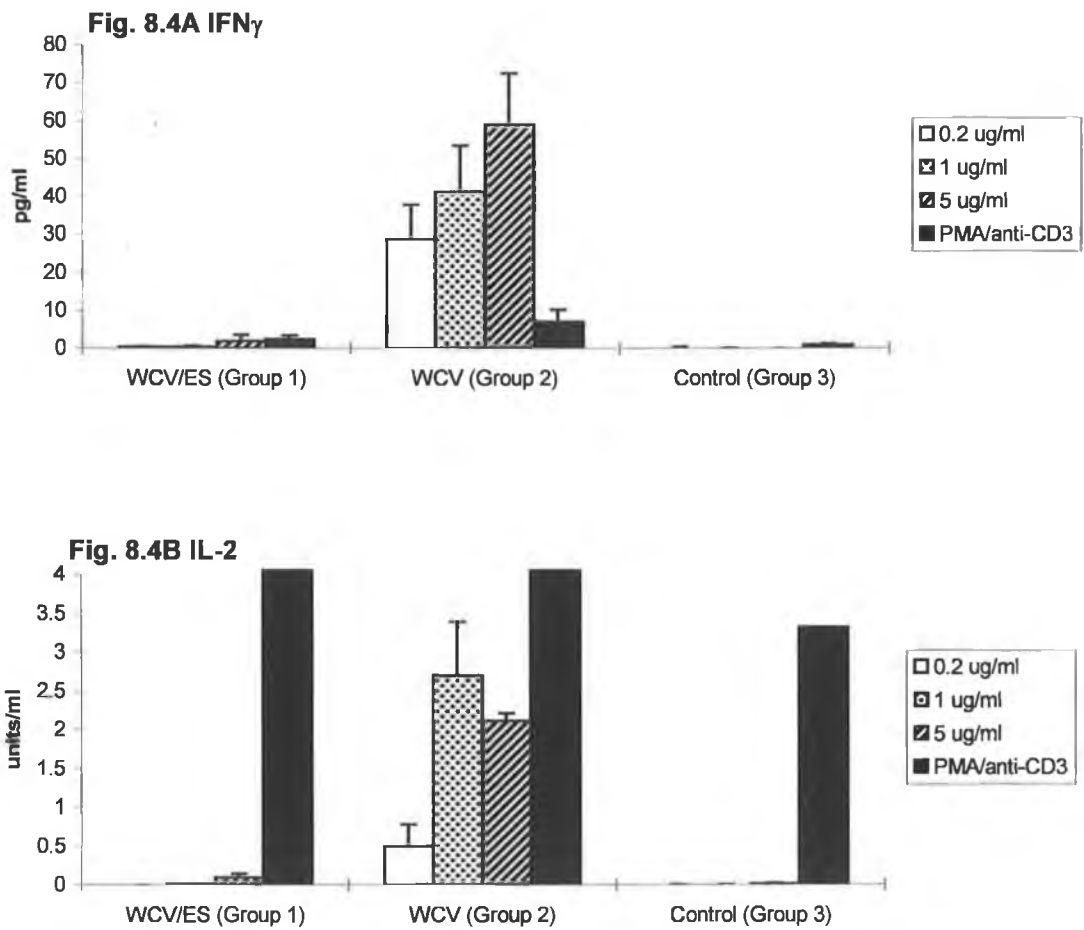 Fig. 8.4A IFNγ
80
70
60
50
40
30
20
10
0
pg/ml
WCV/ES (Group 1)
WCV (Group 2)
Control (Group 3)
0.2 ug/ml
1 ug/ml
5 ug/ml
PMA/anti-CD3
Fig. 8.4B IL-2
4
3.5
3
2.5
2
1.5
1
0.5
0
units/ml
WCV/ES (Group 1)
WCV (Group 2)
Control (Group 3)
0.2 ug/ml
1 ug/ml
5 ug/ml
PMA/anti-CD3